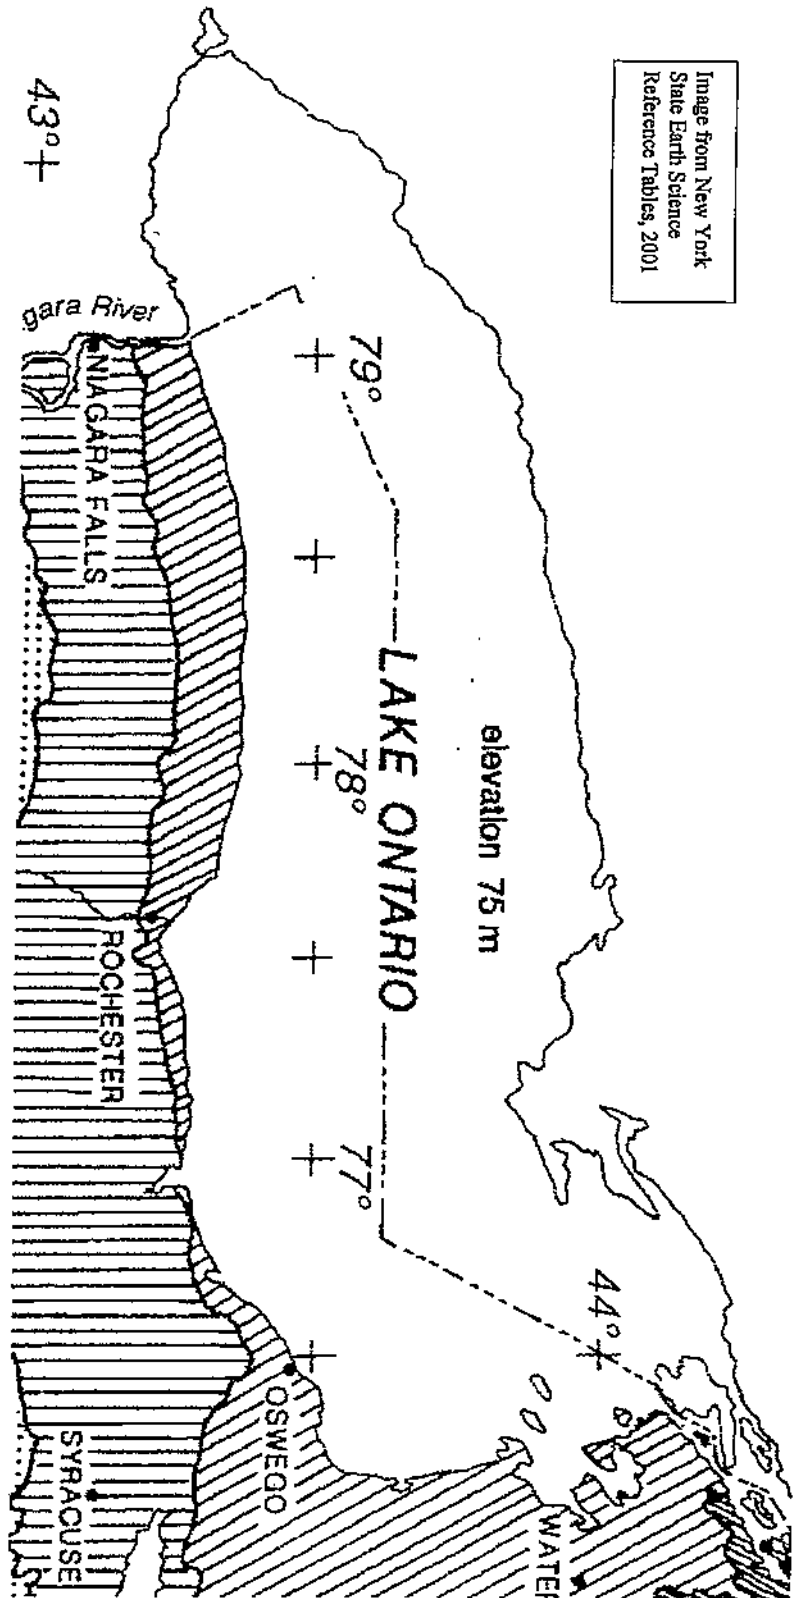 Image from New York
State Earth Science
Reference Tables, 2001
43°
gara River
NIAGARA FALLS
79°
LAKE ONTARIO
elevation 75 m
78°
ROCHESTER
77°
44°
OSWEGO
SYRACUSE
WATER